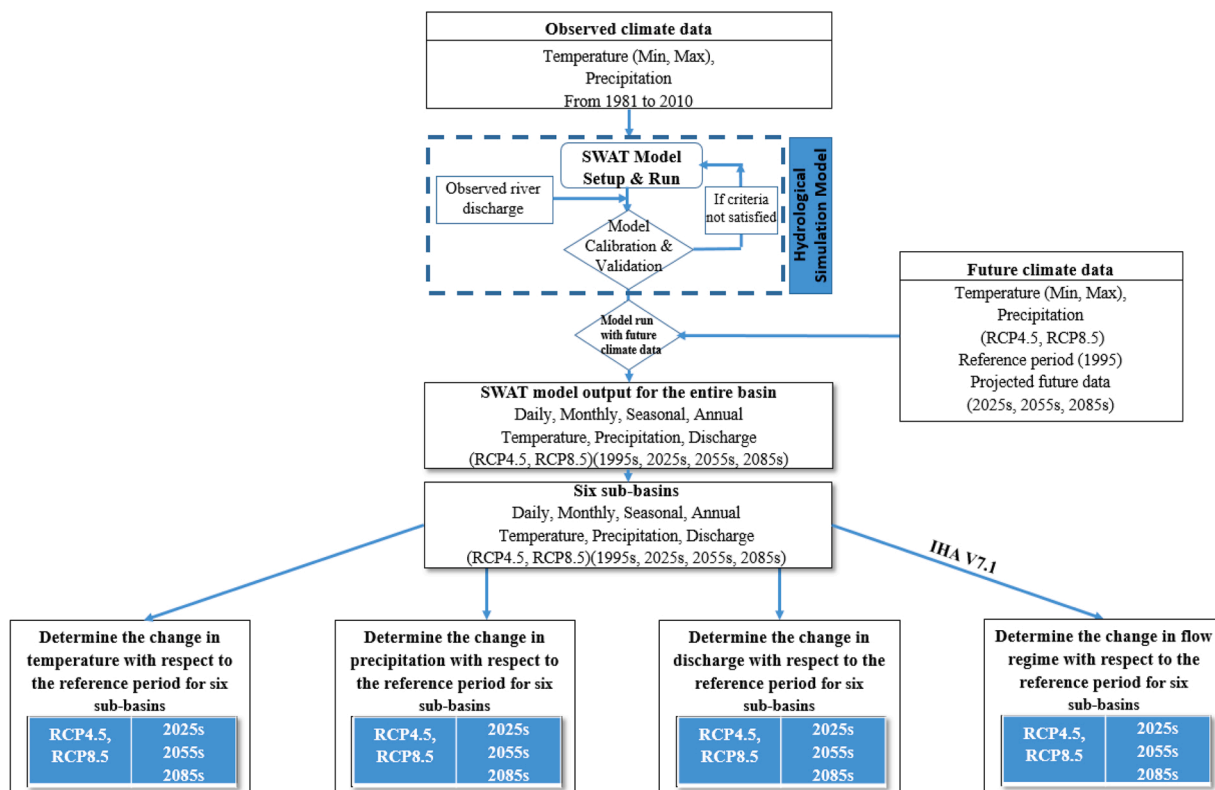 Observed climate data
Temperature (Min, Max),
Precipitation
From 1981 to 2010
SWAT Model
Setup & Run
Observed river
discharge
If criteria
not satisfied
Model
Calibration &
Validation
Hydrological
Simulation Model
Future climate data
Temperature (Min, Max),
Precipitation
(RCP4.5, RCP8.5)
Reference period (1995)
Projected future data
(2025s, 2055s, 2085s)
Model run
with future
climate data
SWAT model output for the entire basin
Daily, Monthly, Seasonal, Annual
Temperature, Precipitation, Discharge
(RCP4.5, RCP8.5)(1995s, 2025s, 2055s, 2085s)
Six sub-basins
Daily, Monthly, Seasonal, Annual
Temperature, Precipitation, Discharge
(RCP4.5, RCP8.5)(1995s, 2025s, 2055s, 2085s)
IHA V7.1
Determine the change in
temperature with respect to
the reference period for six
sub-basins
RCP4.5,
RCP8.5
2025s
2055s
2085s
Determine the change in
precipitation with respect to
the reference period for six
sub-basins
RCP4.5,
RCP8.5
2025s
2055s
2085s
Determine the change in
discharge with respect to the
reference period for six
sub-basins
RCP4.5,
RCP8.5
2025s
2055s
2085s
Determine the change in flow
regime with respect to the
reference period for six
sub-basins
RCP4.5,
RCP8.5
2025s
2055s
2085s